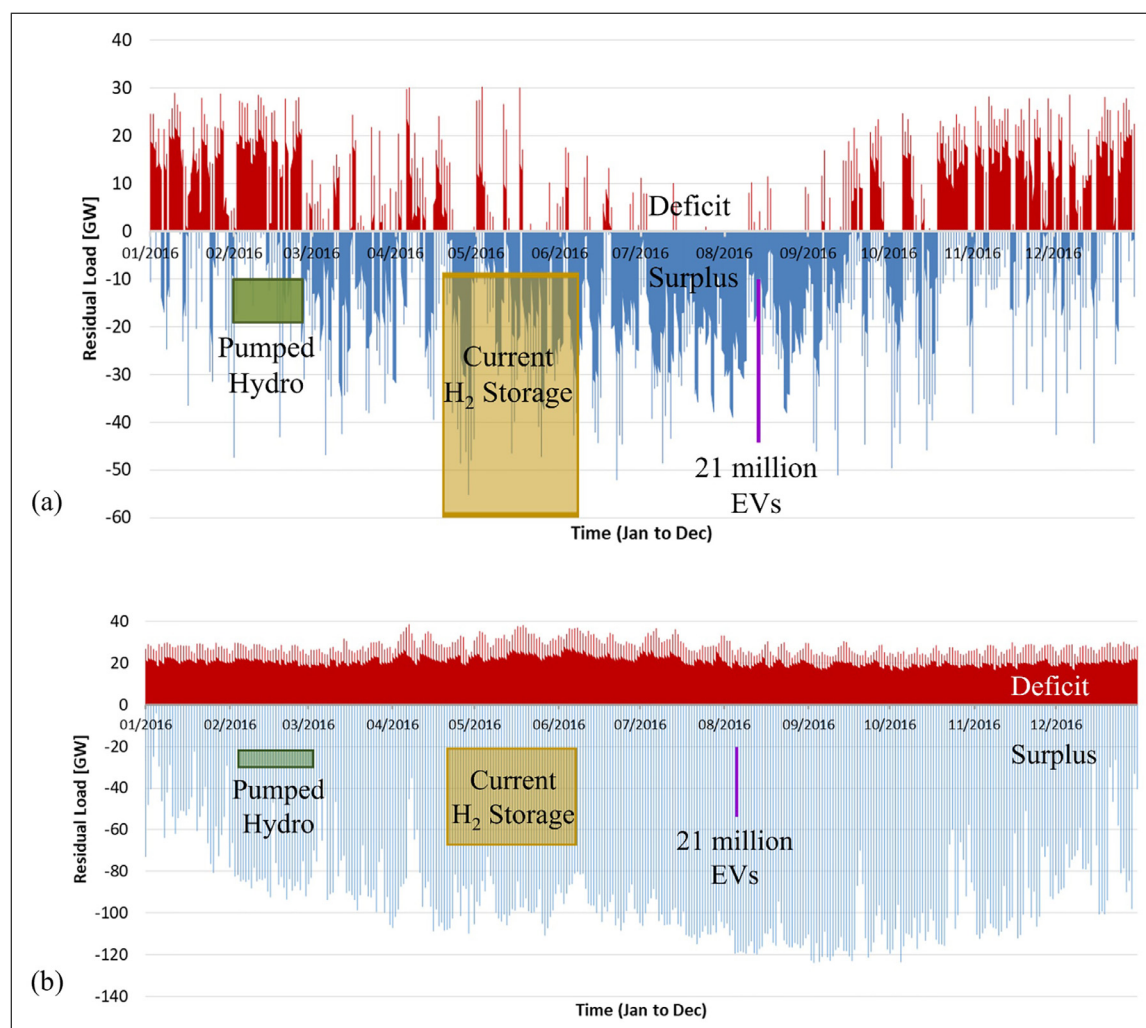 40
30
20
10
0
-10
-20
-30
-40
-50
-60
Residual Load [GW]
01/2016 02/2016 03/2016 04/2016 05/2016 06/2016 07/2016 08/2016 09/2016 10/2016 11/2016 12/2016
Deficit
Surplus
Pumped
Hydro
Current
H₂ Storage
21 million
EVs
(a)
Time (Jan to Dec)
40
20
0
-20
-40
-60
-80
-100
-120
-140
Residual Load [GW]
Deficit
01/2016 02/2016 03/2016 04/2016 05/2016 06/2016 07/2016 08/2016 09/2016 10/2016 11/2016 12/2016
Surplus
Pumped
Hydro
Current
H₂ Storage
21 million
EVs
(b)
Time (Jan to Dec)